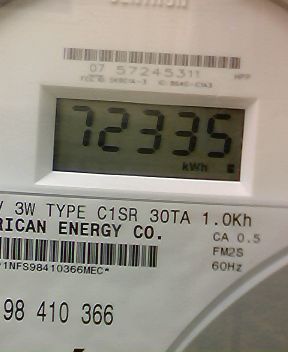 07 57245311
72335
kWh
V 3W TYPE C1SR 30TA 1.0Kh
RICAN ENERGY CO.
CA 0.5
FM2S
60Hz
1NFS98410366MEC*
98 410 366